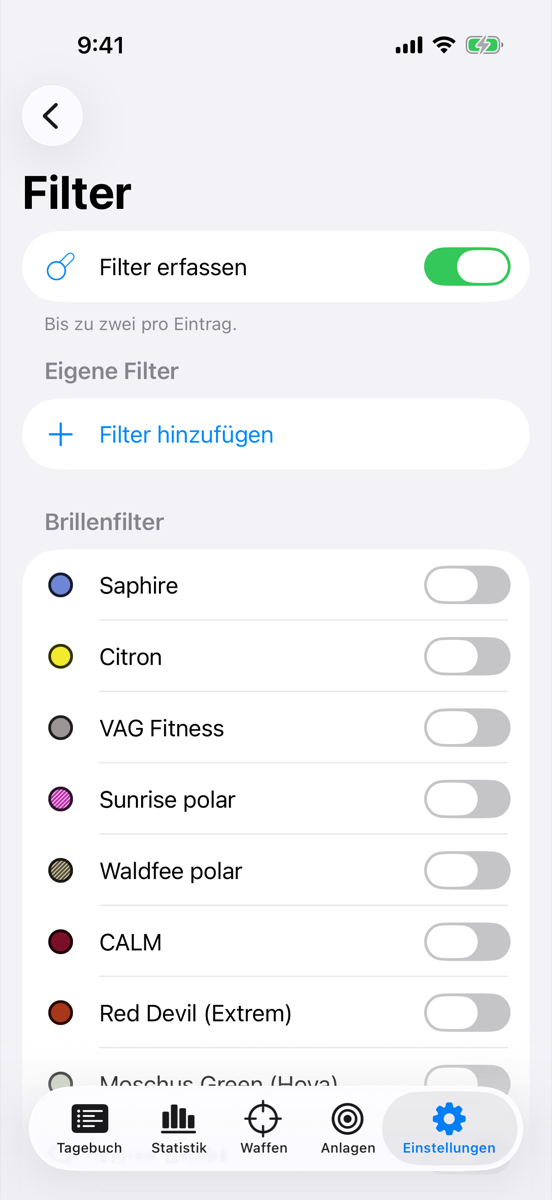 9:41
Filter
Filter erfassen
Bis zu zwei pro Eintrag.
Eigene Filter
Filter hinzufügen
Brillenfilter
Saphire
Citron
VAG Fitness
Sunrise polar
Waldfee polar
CALM
Red Devil (Extrem)
Moschus Green (Hoya)
Tagebuch
Statistik
Waffen
Anlagen
Einstellungen